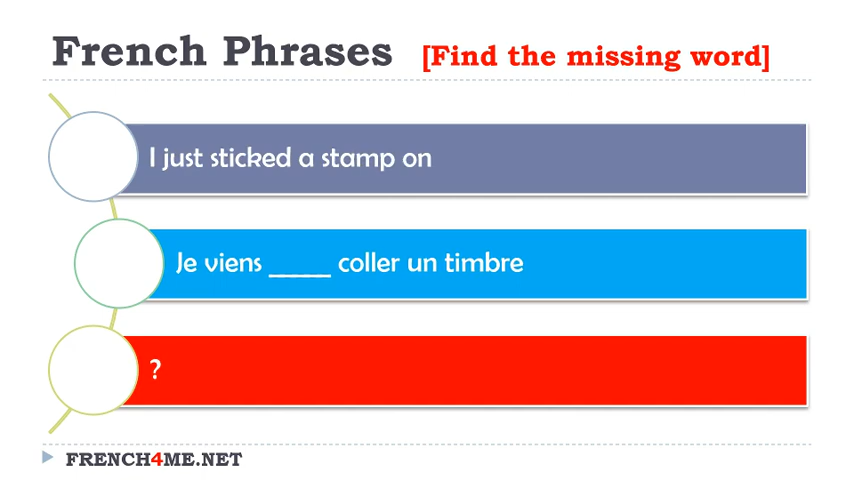 French Phrases [Find the missing word]
I just sticked a stamp on
Je viens _____ coller un timbre
?
FRENCH4ME.NET